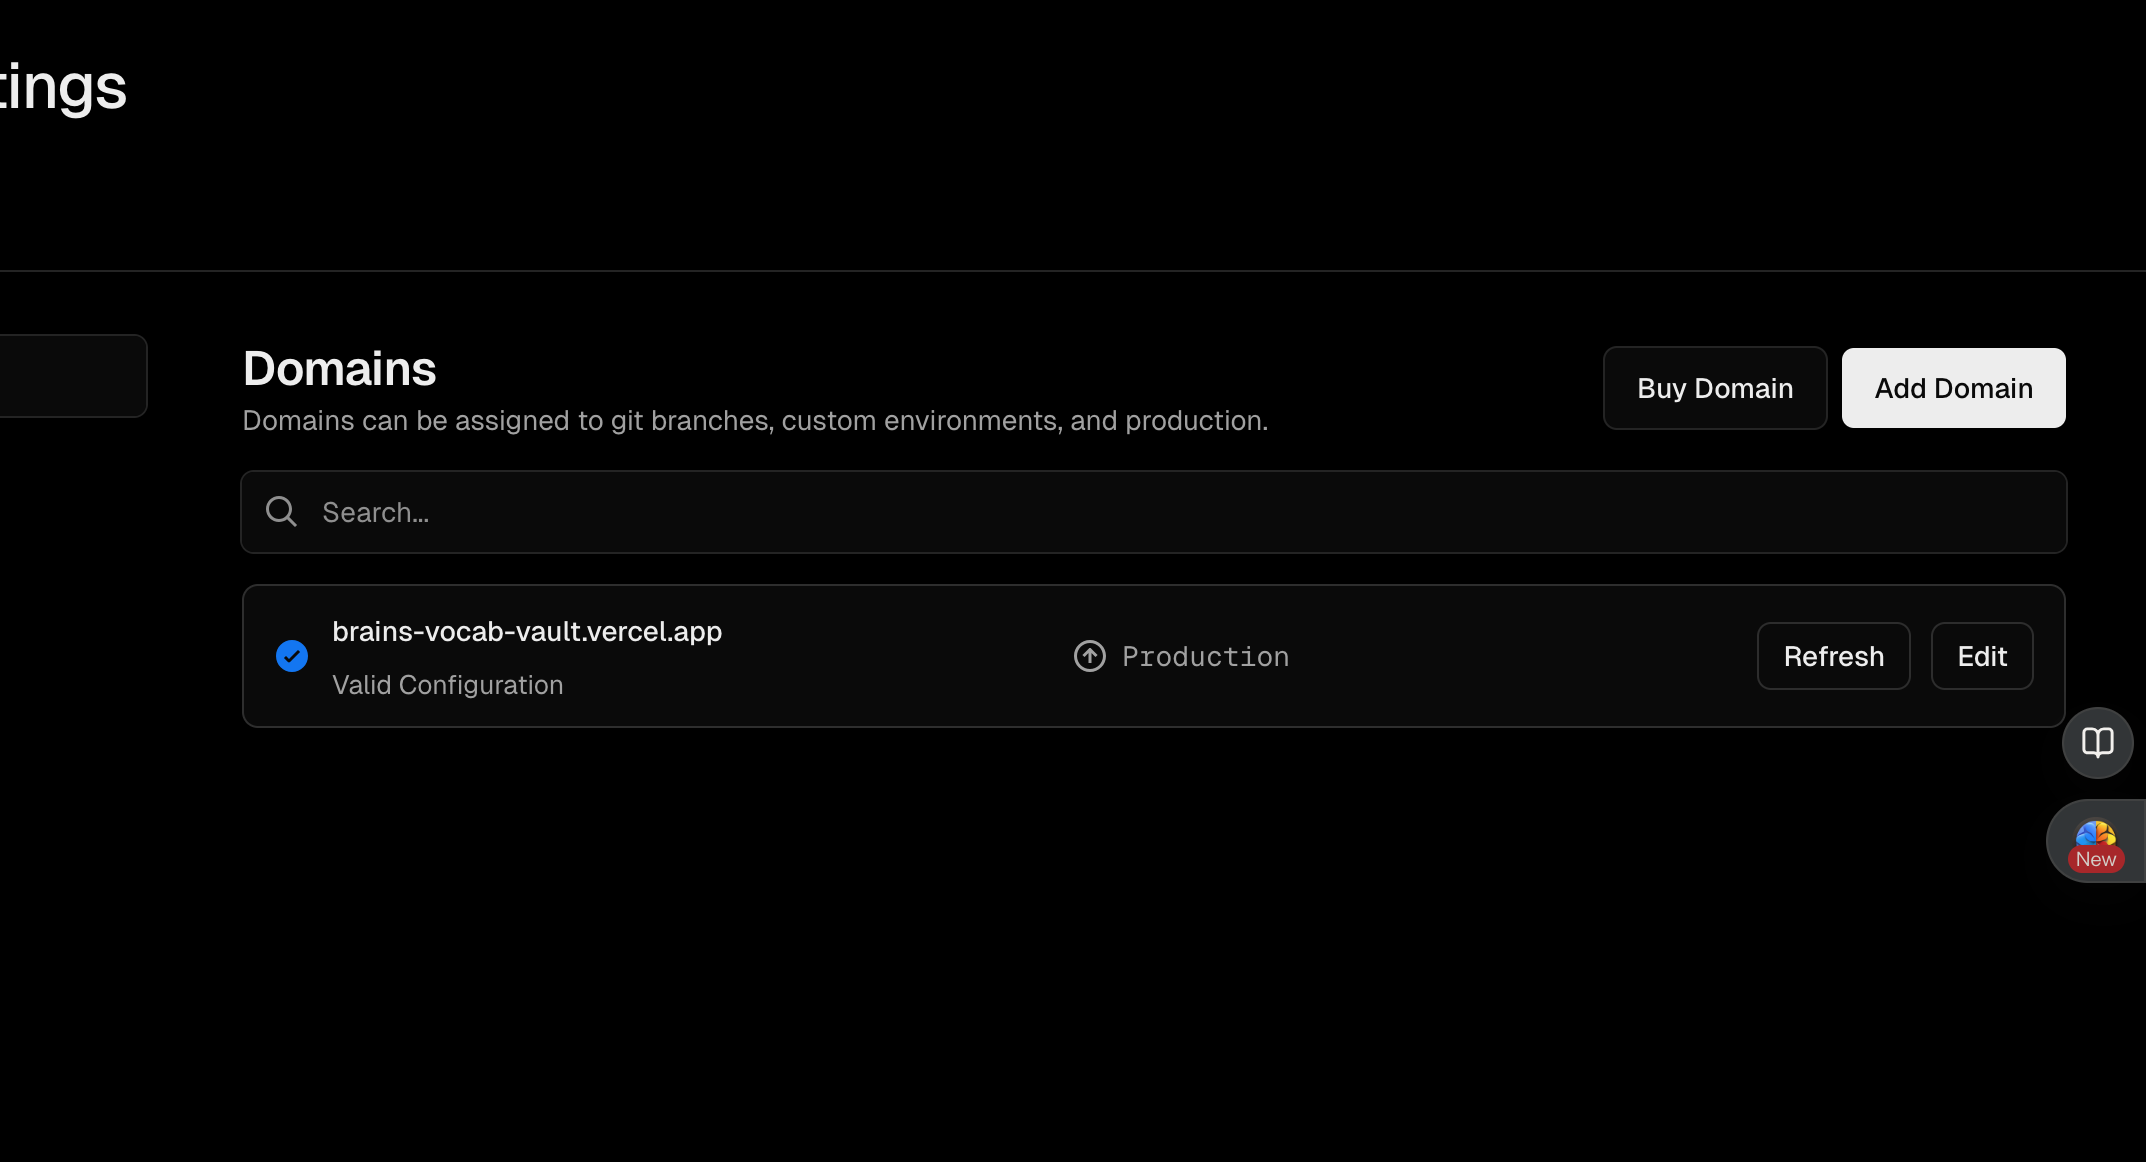 tings
Domains
Domains can be assigned to git branches, custom environments, and production.
Buy Domain
Add Domain
Search...
brains-vocab-vault.vercel.app
Valid Configuration
Production
Refresh
Edit
New